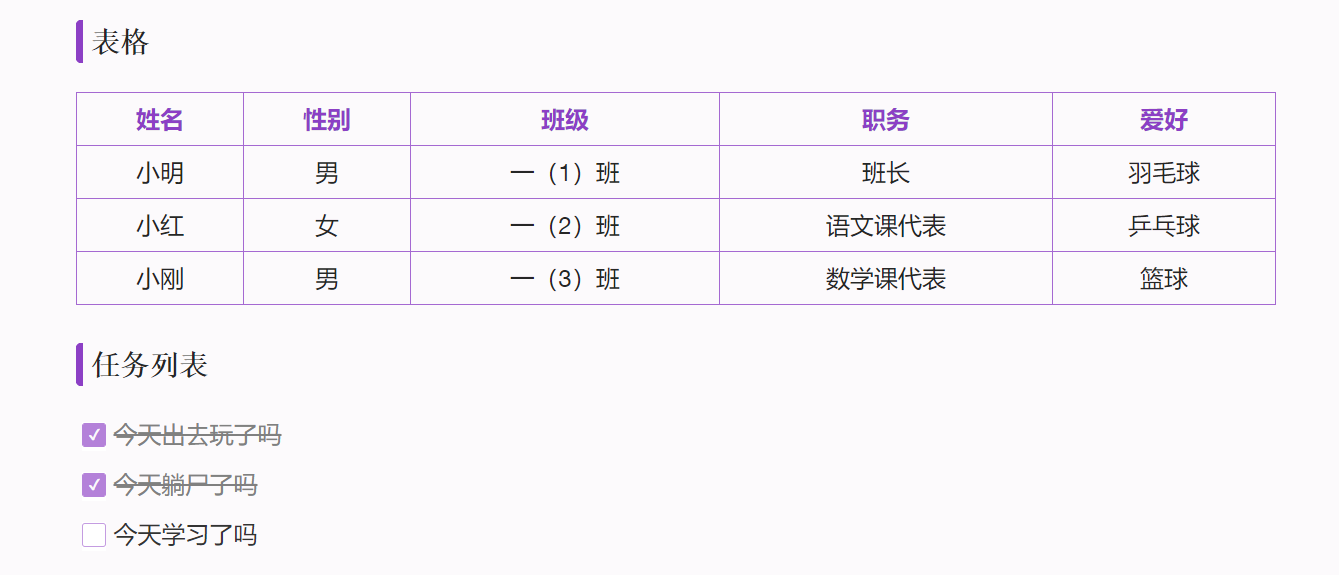 表格
姓名 性别 班级 职务 爱好
小明 男 一（1）班 班长 羽毛球
小红 女 一（2）班 语文课代表 乒乓球
小刚 男 一（3）班 数学课代表 篮球
任务列表
今天出去玩了吗
今天躺尸了吗
今天学习了吗